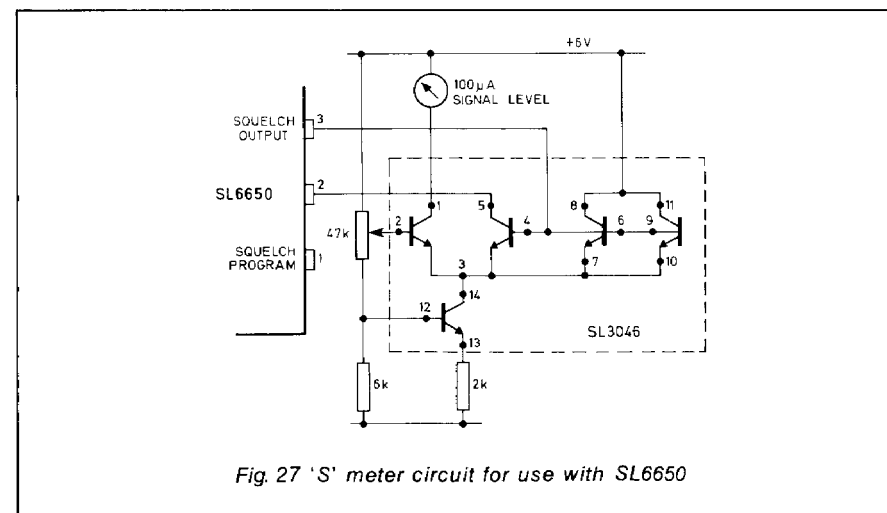 +6V
100µA
SIGNAL LEVEL
SQUELCH
OUTPUT
3
SL6650
2
1
5
8
11
47k
2
4
6
9
SQUELCH
PROGRAM
1
3
7
10
14
12
13
SL3046
6k
2k
Fig. 27 'S' meter circuit for use with SL6650